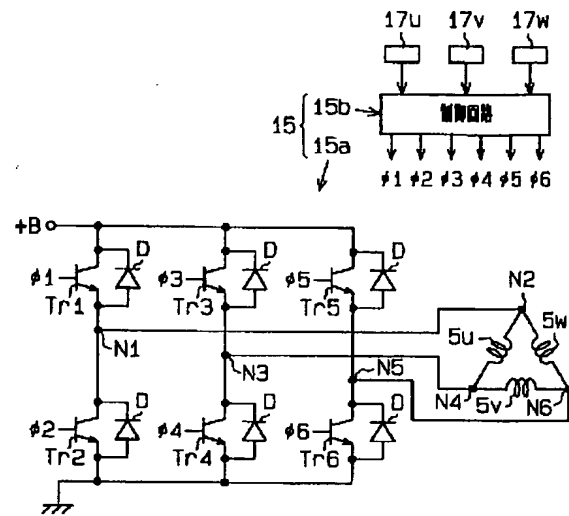 17u 17v 17w
15 15b 制御回路
15a
φ1 φ2 φ3 φ4 φ5 φ6
+B
D D D
φ1 φ3 φ5
Tr1 Tr3 Tr5
N2
5u 5w
N1 N3 N5
N4 5v N6
D D D
φ2 φ4 φ6
Tr2 Tr4 Tr6